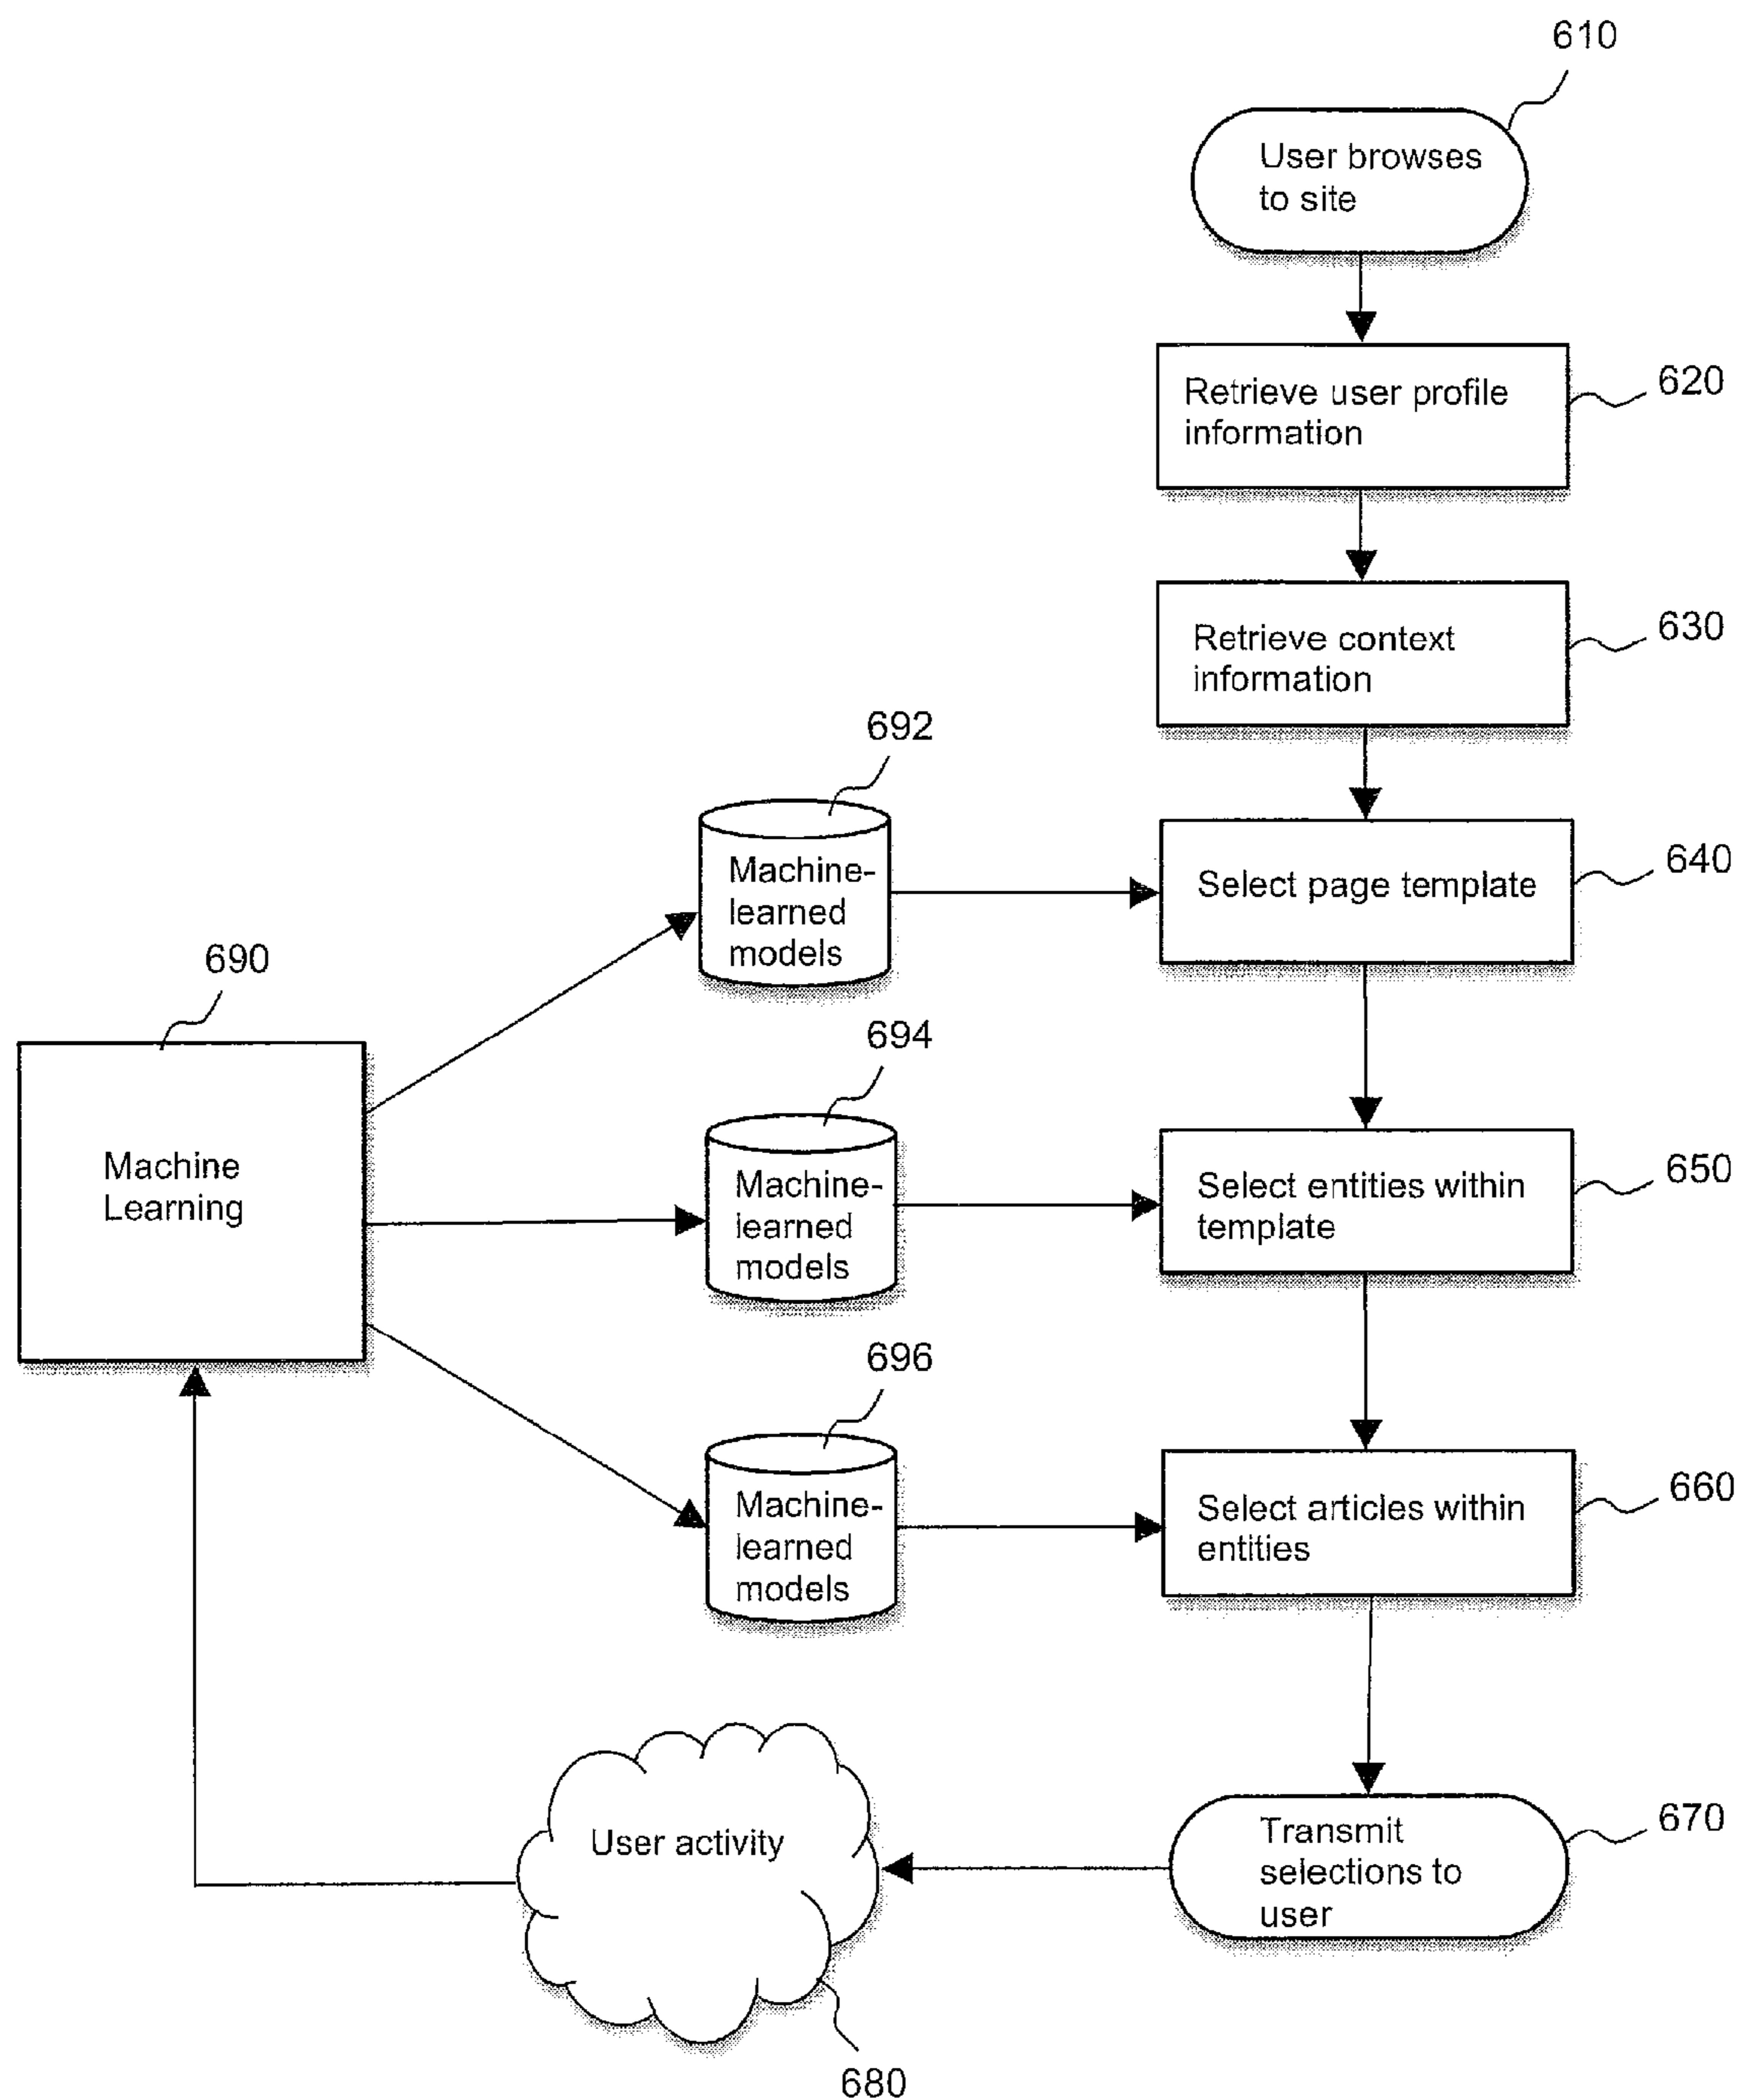 610
User browses
to site
620
Retrieve user profile
information
630
Retrieve context
information
692
Machine-
learned
models
640
Select page template
690
Machine
Learning
694
Machine-
learned
models
650
Select entities within
template
696
Machine-
learned
models
660
Select articles within
entities
User activity
670
Transmit
selections to
user
680